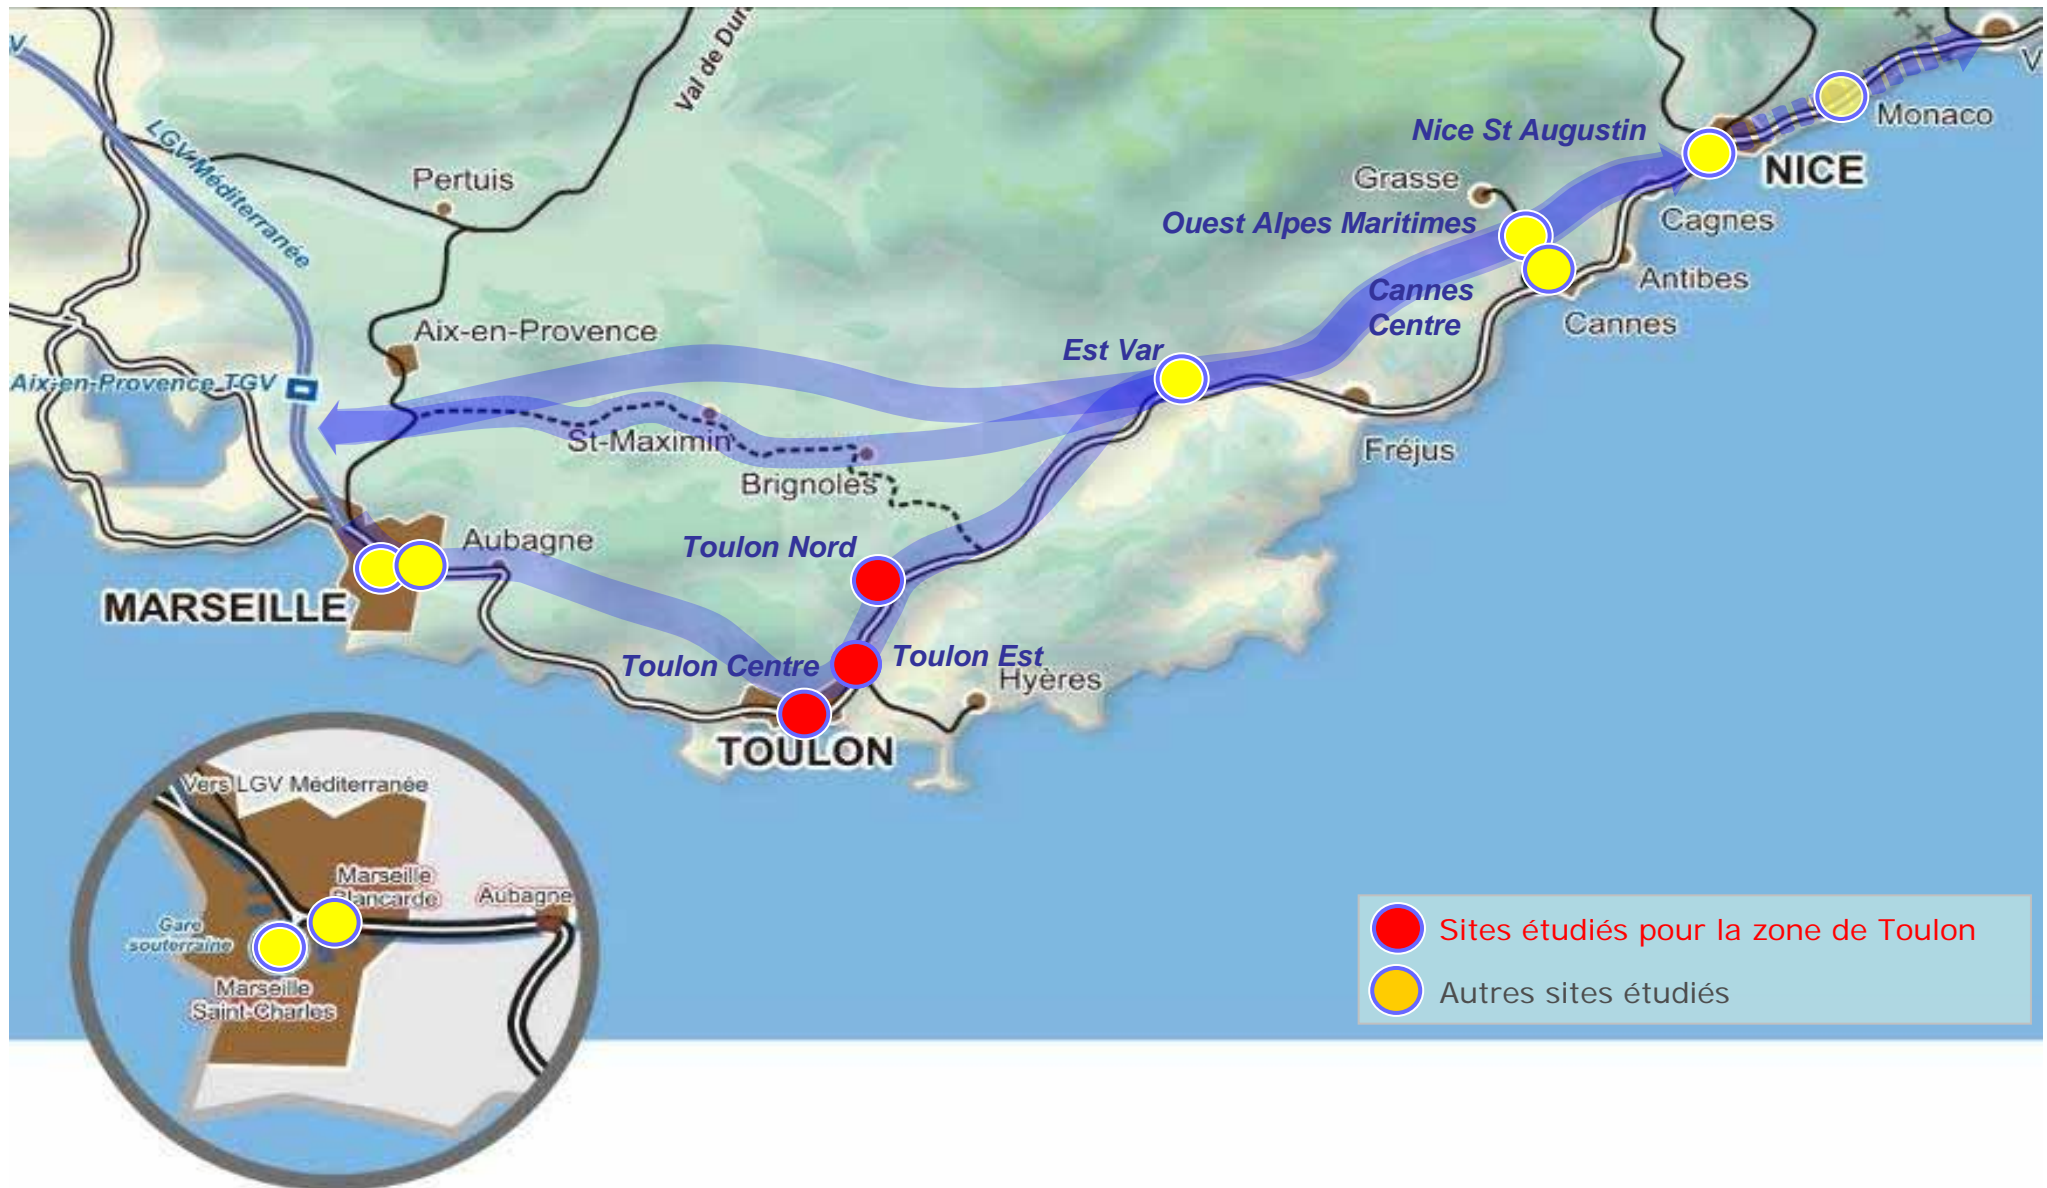 Val de Dura
V
LGV Méditerranée
Pertuis
Nice St Augustin
Monaco
V
NICE
Grasse
Ouest Alpes Maritimes
Cagnes
Antibes
Cannes
Centre
Cannes
Aix-en-Provence
Est Var
Aix-en-Provence TGV
St-Maximin
Brignoles
Fréjus
Aubagne
Toulon Nord
MARSEILLE
Toulon Centre
Toulon Est
Hyères
TOULON
Vers LGV Méditerranée
Marseille
Blancarde
Aubagne
Gare
souterraine
Marseille
Saint-Charles
Sites étudiés pour la zone de Toulon
Autres sites étudiés